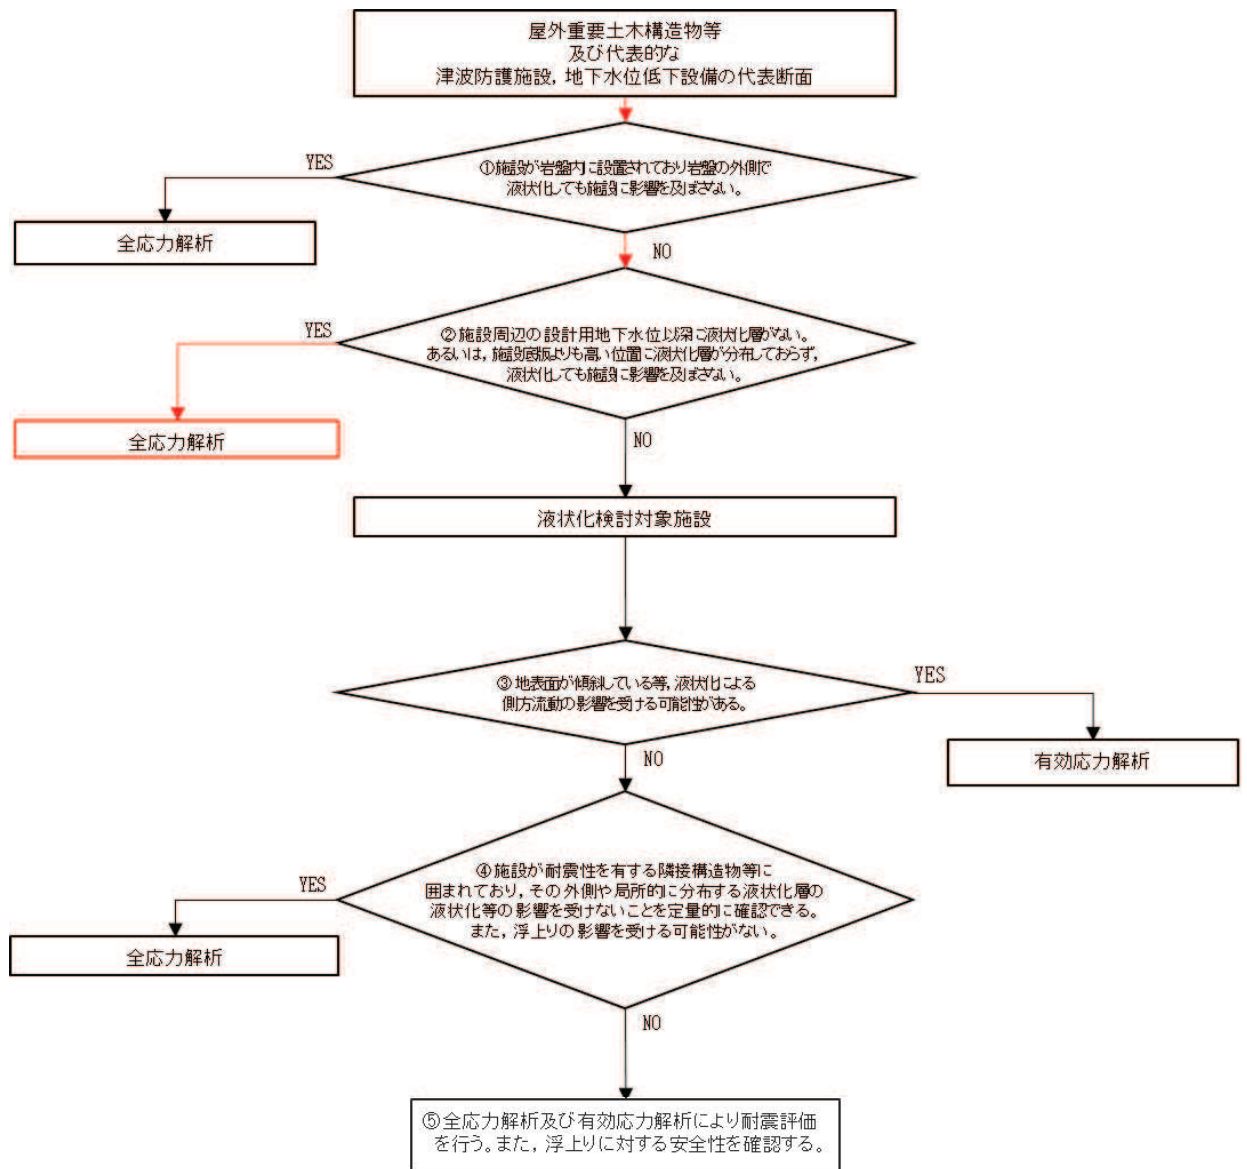 屋外重要土木構造物等
及び代表的な
津波防護施設，地下水位低下設備の代表断面
YES
①施設が岩盤内に設置されており岩盤の外側で
液状化しても施設に影響を及ぼさない。
全応力解析
NO
YES
②施設周辺の設計用地下水位以深に液状化層がない。
あるいは，施設底版よりも高い位置に液状化層が分布しておらず，
液状化しても施設に影響を及ぼさない。
全応力解析
NO
液状化検討対象施設
③地表面が傾斜している等，液状化による
側方流動の影響を受ける可能性がある。
YES
有効応力解析
NO
YES
④施設が耐震性を有する隣接構造物等に
囲まれており，その外側や局所的に分布する液状化層の
液状化等の影響を受けないことを定量的に確認できる。
また，浮上りの影響を受ける可能性がない。
全応力解析
NO
⑤全応力解析及び有効応力解析により耐震評価
を行う。また，浮上りに対する安全性を確認する。